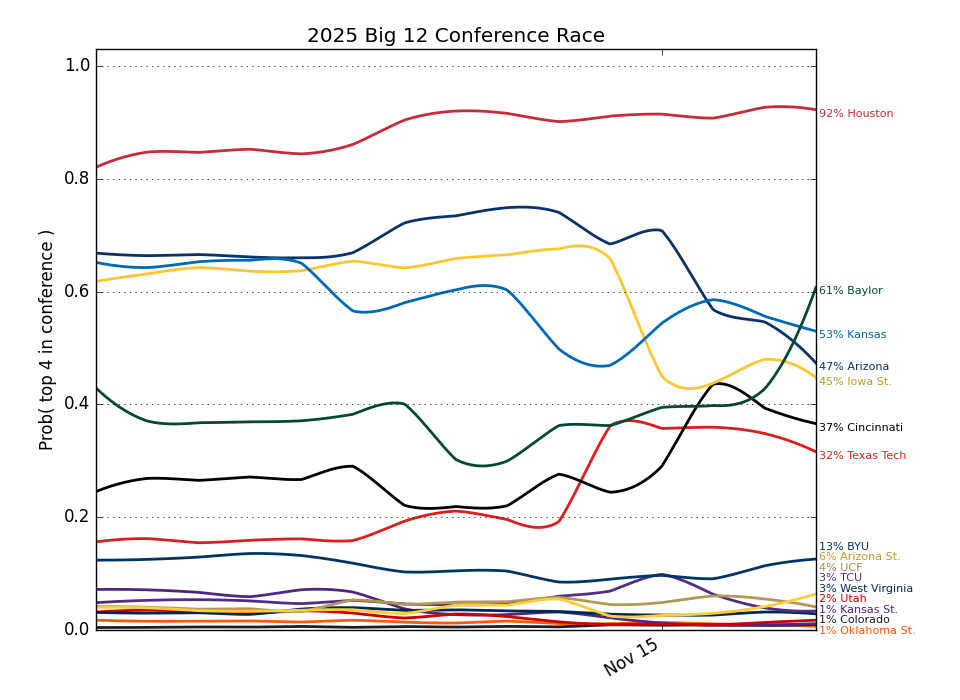 2025 Big 12 Conference Race
Prob( top 4 in conference )
1.0
0.8
0.6
0.4
0.2
0.0
Nov 15
92% Houston
61% Baylor
53% Kansas
47% Arizona
45% Iowa St.
37% Cincinnati
32% Texas Tech
13% BYU
6% Arizona St.
4% UCF
3% TCU
3% West Virginia
2% Utah
1% Kansas St.
1% Colorado
1% Oklahoma St.